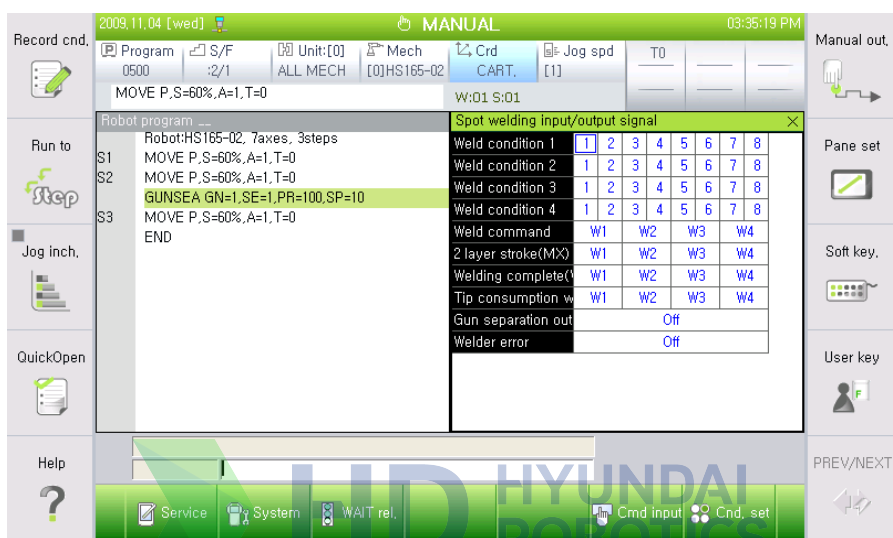 2009,11,04 [wed]
MANUAL
03:35:19 PM
Record cnd,
Run to
Step
Jog inch,
QuickOpen
Help
P Program
0500
S/F
:2/1
Unit:[0]
ALL MECH
Mech
[0]HS165-02
Crd
CART,
Jog spd
[1]
T0
MOVE P,S=60%,A=1,T=0
W:01 S:01
Robot program __
Robot:HS165-02, 7axes, 3steps
S1 MOVE P,S=60%,A=1,T=0
S2 MOVE P,S=60%,A=1,T=0
GUNSEA GN=1,SE=1,PR=100,SP=10
S3 MOVE P,S=60%,A=1,T=0
END
Spot welding input/output signal
Weld condition 1 1 2 3 4 5 6 7 8
Weld condition 2 1 2 3 4 5 6 7 8
Weld condition 3 1 2 3 4 5 6 7 8
Weld condition 4 1 2 3 4 5 6 7 8
Weld command W1 W2 W3 W4
2 layer stroke(MX) W1 W2 W3 W4
Welding complete( W1 W2 W3 W4
Tip consumption w W1 W2 W3 W4
Gun separation out Off
Welder error Off
Manual out,
Pane set
Soft key,
User key
F
PREV/NEXT
Service
System
WAIT rel,
Cmd input
Cnd, set
HYUNDAI
ROBOTICS